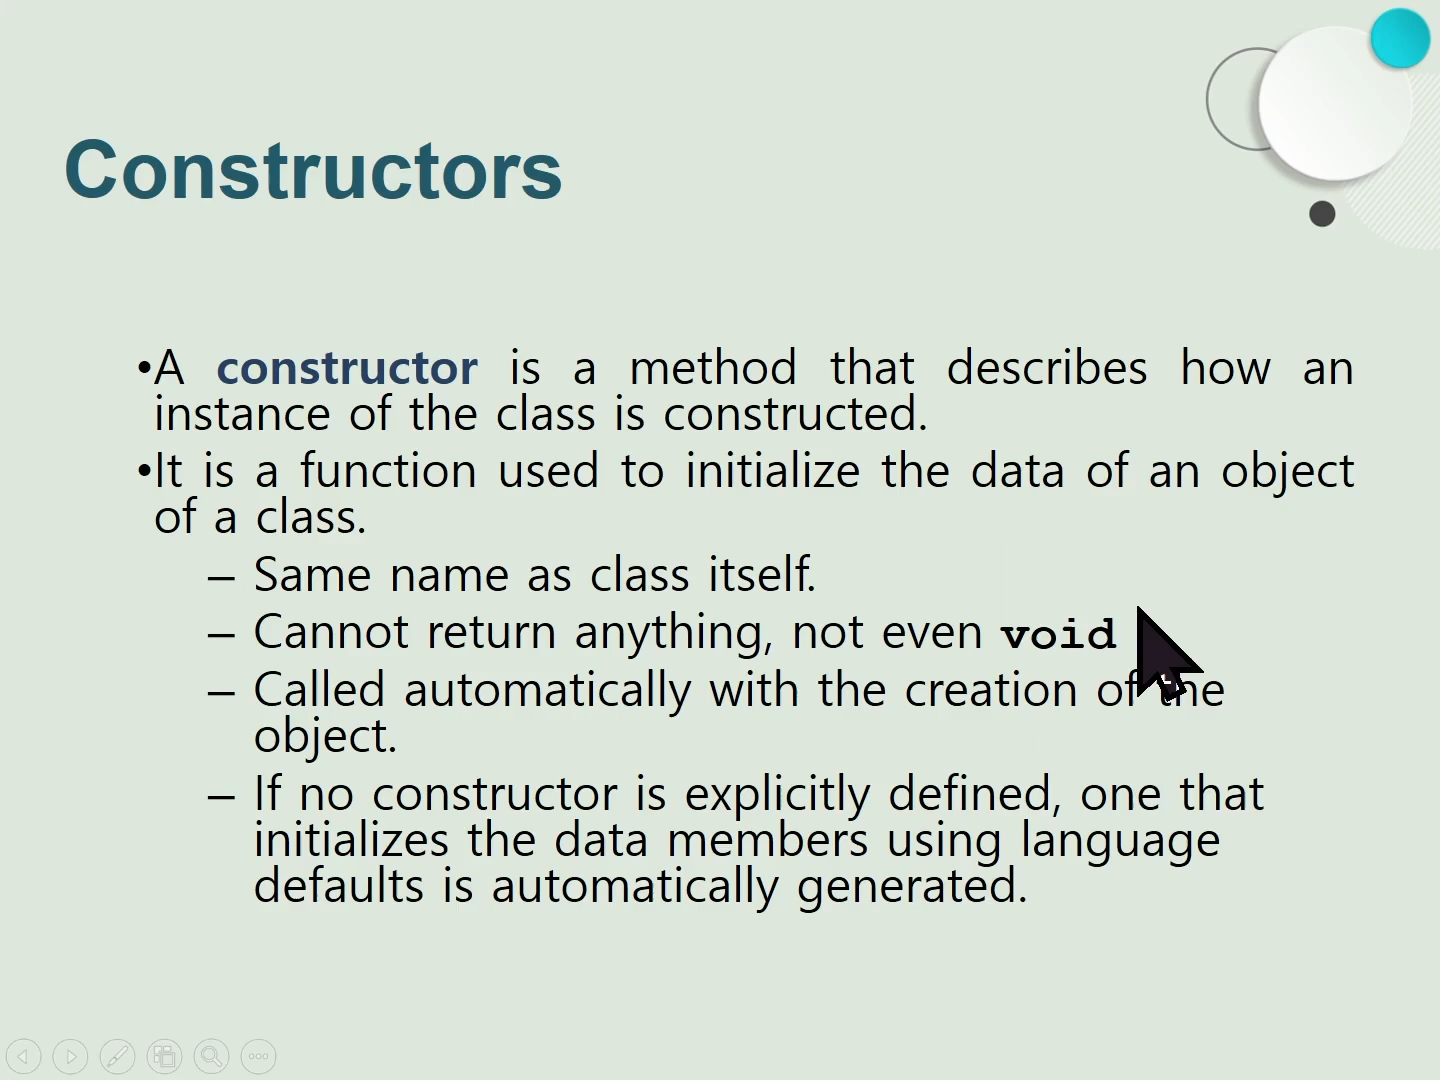 Constructors
•A constructor is a method that describes how an
instance of the class is constructed.
•It is a function used to initialize the data of an object
of a class.
– Same name as class itself.
– Cannot return anything, not even void
– Called automatically with the creation of the
object.
– If no constructor is explicitly defined, one that
initializes the data members using language
defaults is automatically generated.